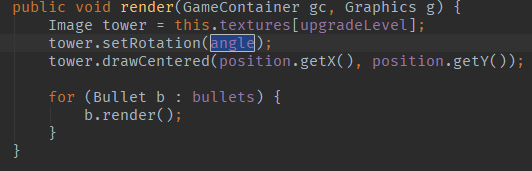 public void render(GameContainer gc, Graphics g) {
    Image tower = this.textures[upgradeLevel];
    tower.setRotation(angle);
    tower.drawCentered(position.getX(), position.getY());

    for (Bullet b : bullets) {
        b.render();
    }
}